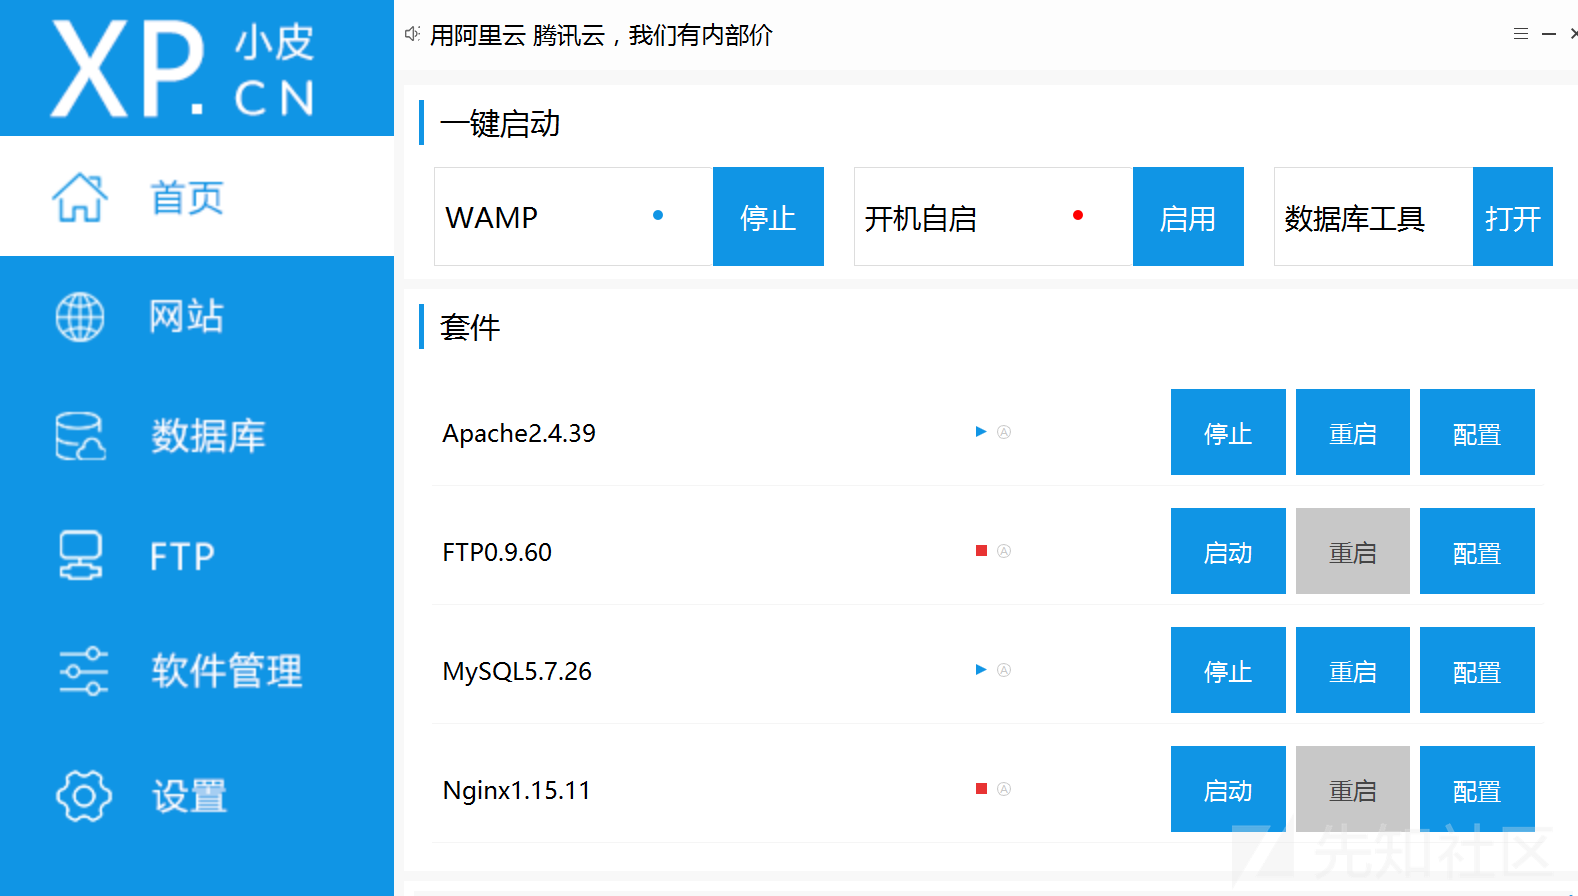 XP. 小皮 CN
用阿里云 腾讯云，我们有内部价
首页
网站
数据库
FTP
软件管理
设置
一键启动
WAMP 停止 开机自启 启用 数据库工具 打开
套件
Apache2.4.39 Ⓐ 停止 重启 配置
FTP0.9.60 Ⓐ 启动 重启 配置
MySQL5.7.26 Ⓐ 停止 重启 配置
Nginx1.15.11 Ⓐ 启动 重启 配置
先知社区